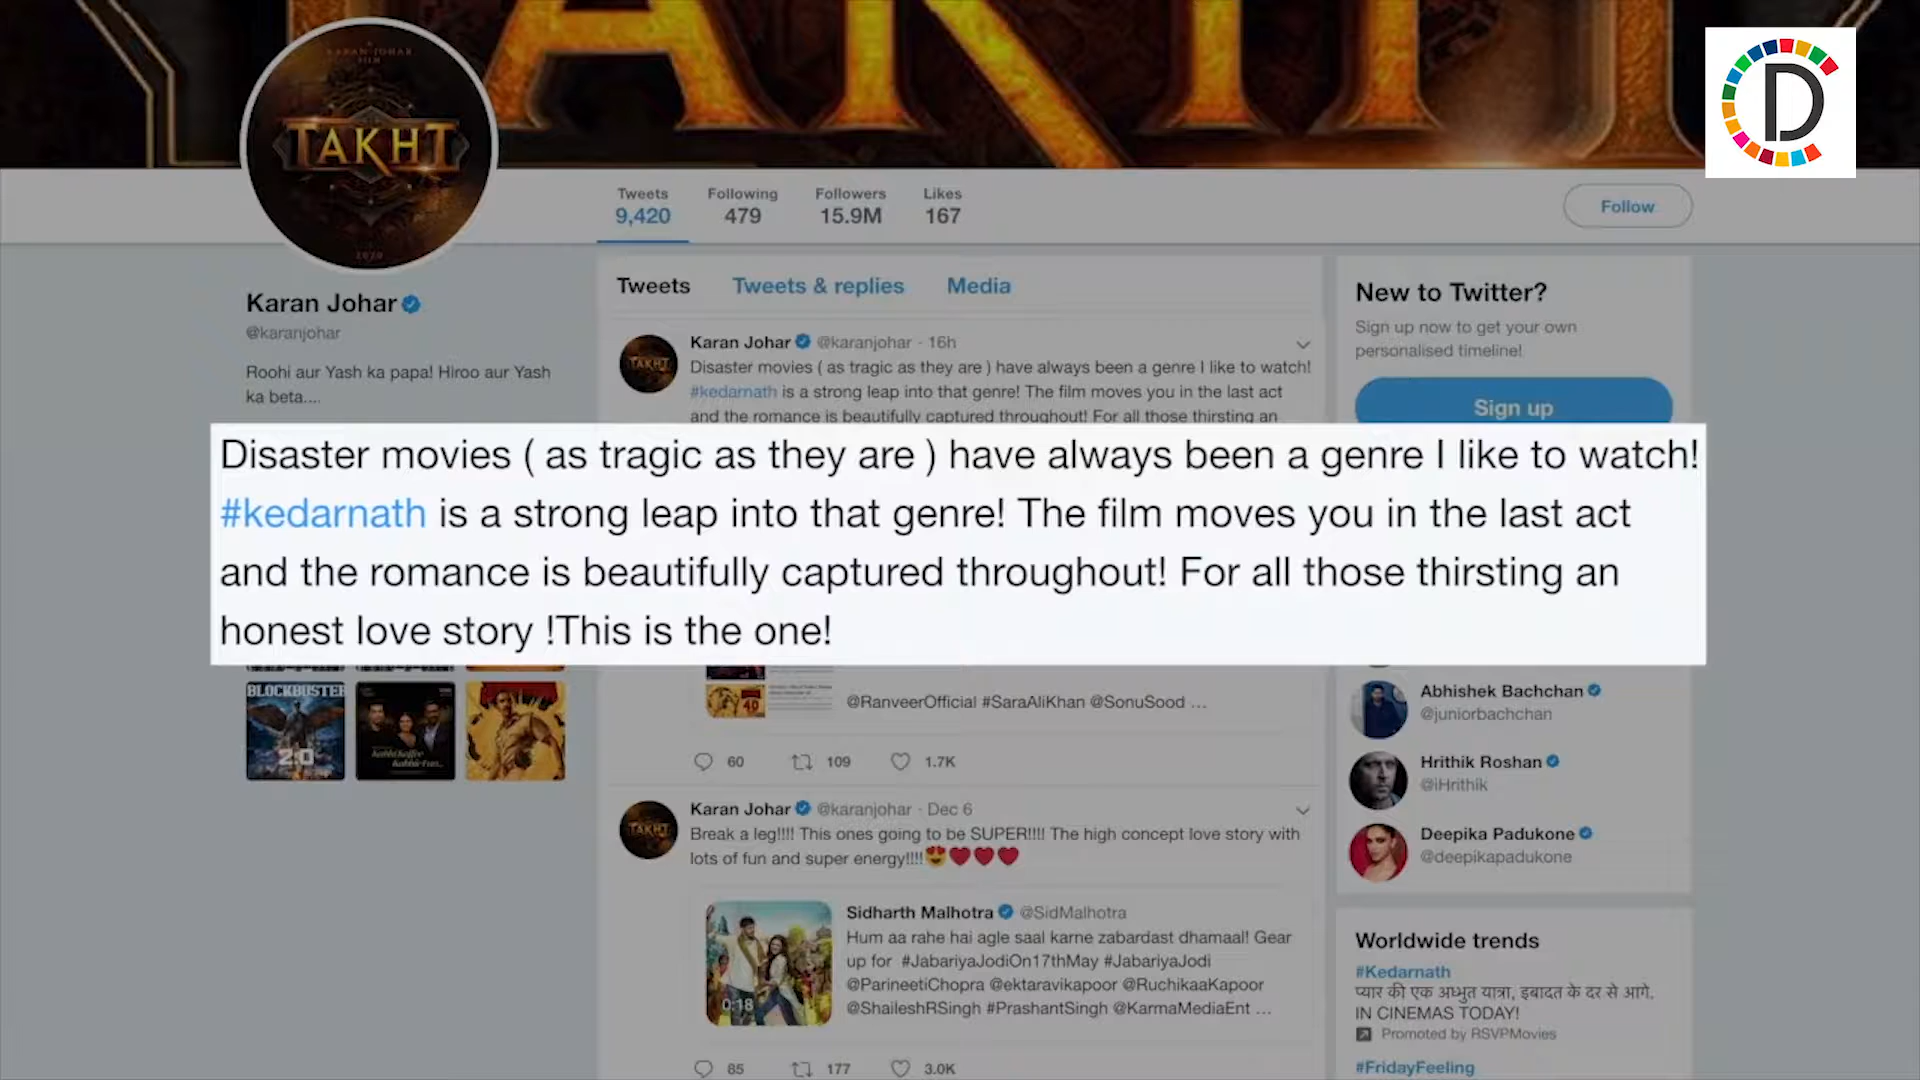 TAKHT
KARAN JOHAR
FILM
TAKHT
2020
D
Tweets
9,420
Following
479
Followers
15.9M
Likes
167
Follow
Karan Johar
@karanjohar
Roohi aur Yash ka papa! Hiroo aur Yash
ka beta....
Tweets
Tweets & replies
Media
Karan Johar @karanjohar · 16h
Disaster movies ( as tragic as they are ) have always been a genre I like to watch!
#kedarnath is a strong leap into that genre! The film moves you in the last act
and the romance is beautifully captured throughout! For all those thirsting an
New to Twitter?
Sign up now to get your own
personalised timeline!
Sign up
Disaster movies ( as tragic as they are ) have always been a genre I like to watch!
#kedarnath is a strong leap into that genre! The film moves you in the last act
and the romance is beautifully captured throughout! For all those thirsting an
honest love story !This is the one!
BLOCKBUSTER
2.0
40
@RanveerOfficial #SaraAliKhan @SonuSood ...
60 109 1.7K
Karan Johar @karanjohar · Dec 6
Break a leg!!!! This ones going to be SUPER!!!! The high concept love story with
lots of fun and super energy!!!!😍❤️❤️❤️
Sidharth Malhotra @SidMalhotra
Hum aa rahe hai agle saal karne zabardast dhamaal! Gear
up for #JabariyaJodiOn17thMay #JabariyaJodi
@ParineetiChopra @ektaravikapoor @RuchikaaKapoor
@ShaileshRSingh #PrashantSingh @KarmaMediaEnt ...
0:18
85 177 3.0K
Abhishek Bachchan
@juniorbachchan
Hrithik Roshan
@iHrithik
Deepika Padukone
@deepikapadukone
Worldwide trends
#Kedarnath
प्यार की एक अध्भुत यात्रा, इबादत के दर से आगे.
IN CINEMAS TODAY!
Promoted by RSVPMovies
#FridayFeeling